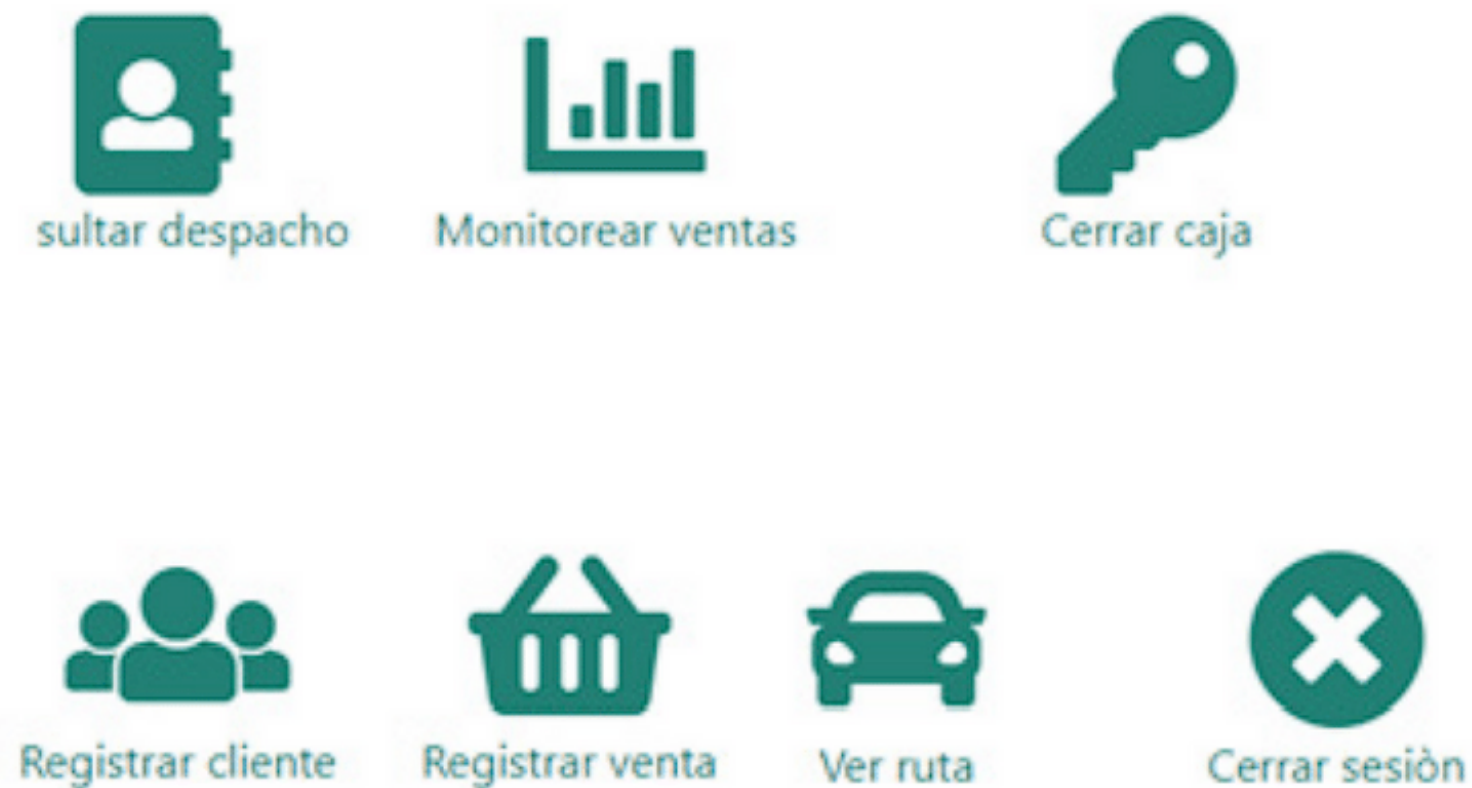 sultar despacho
Monitorear ventas
Cerrar caja
Registrar cliente
Registrar venta
Ver ruta
Cerrar sesiòn